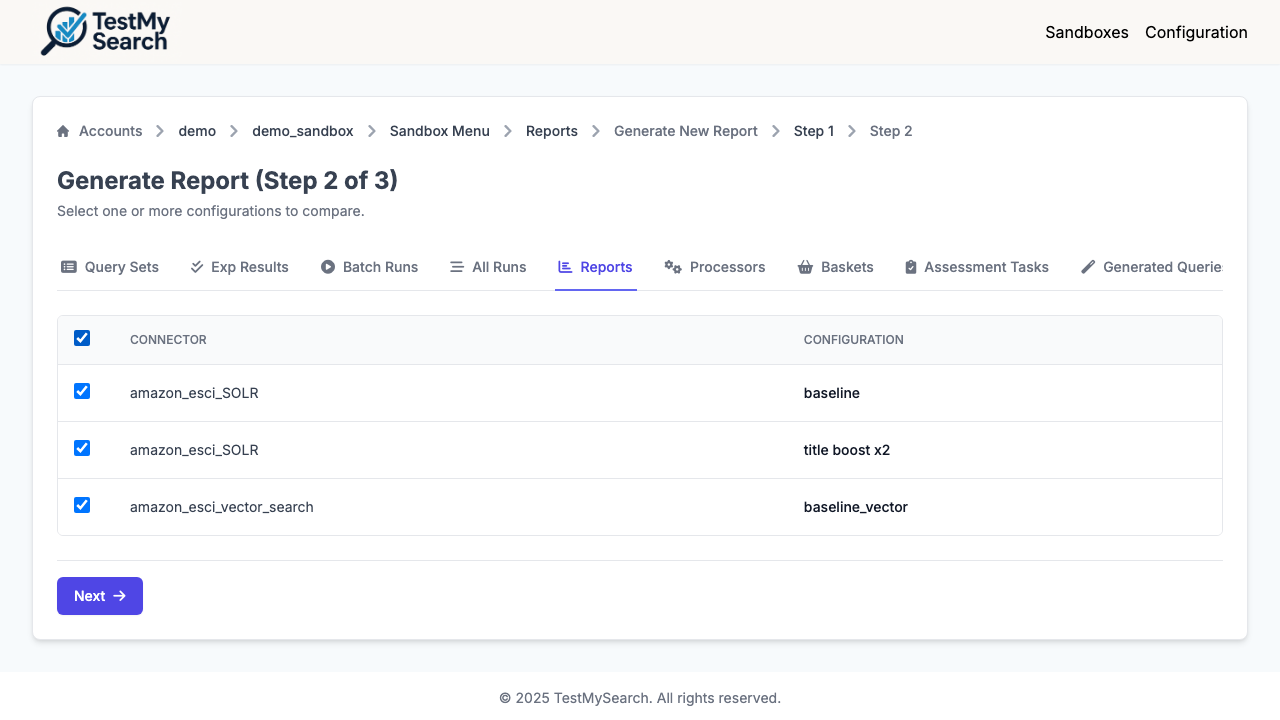 TestMy
Search
Sandboxes Configuration
Accounts demo demo_sandbox Sandbox Menu Reports Generate New Report Step 1 Step 2
Generate Report (Step 2 of 3)
Select one or more configurations to compare.
Query Sets Exp Results Batch Runs All Runs Reports Processors Baskets Assessment Tasks Generated Querie
CONNECTOR CONFIGURATION
amazon_esci_SOLR baseline
amazon_esci_SOLR title boost x2
amazon_esci_vector_search baseline_vector
Next
© 2025 TestMySearch. All rights reserved.